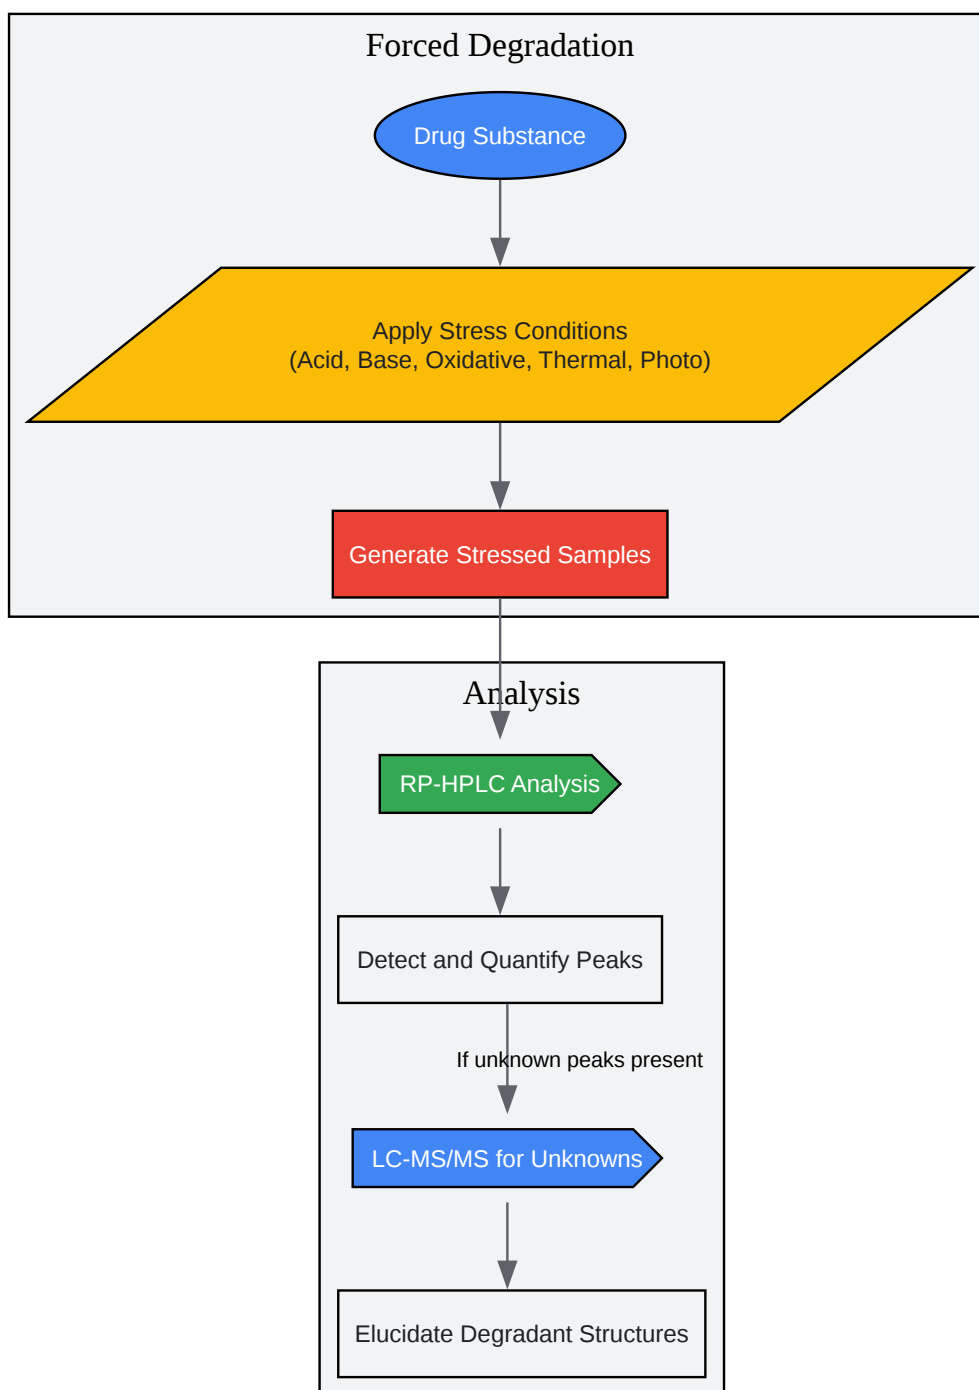 Forced Degradation
Drug Substance
Apply Stress Conditions
(Acid, Base, Oxidative, Thermal, Photo)
Generate Stressed Samples
Analysis
RP-HPLC Analysis
Detect and Quantify Peaks
If unknown peaks present
LC-MS/MS for Unknowns
Elucidate Degradant Structures